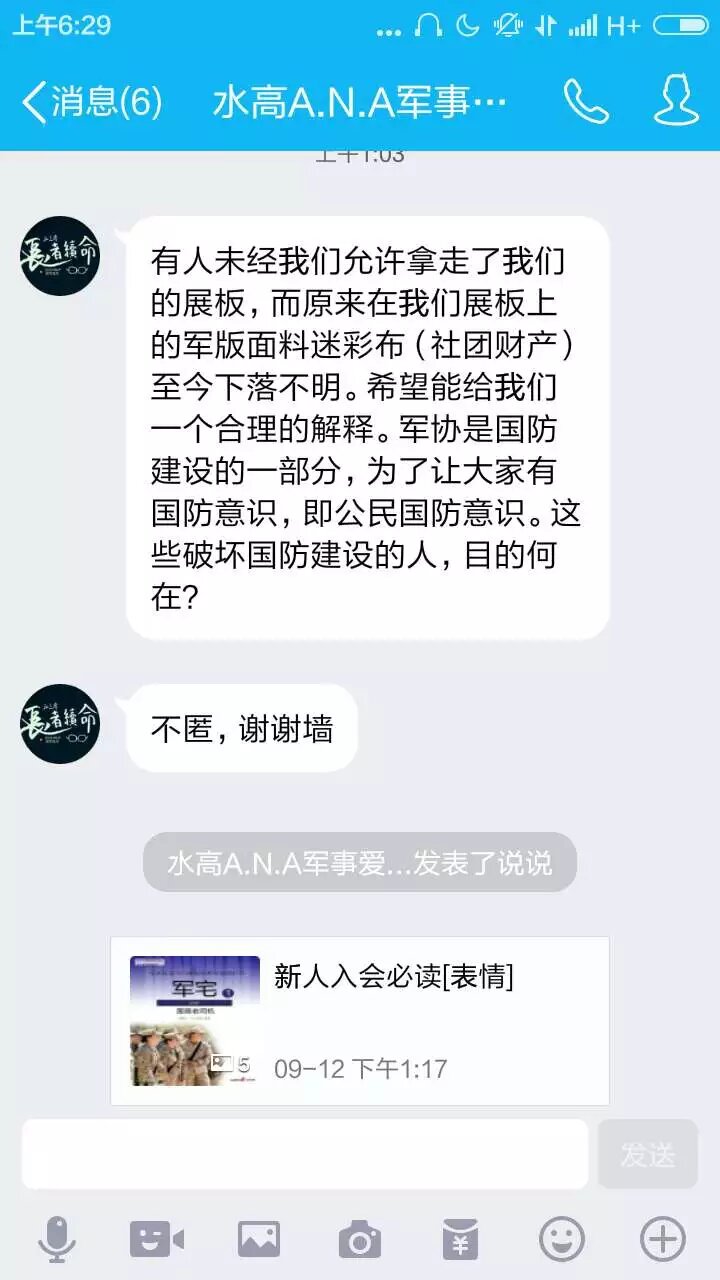 上午6:29
H+
消息(6)
水高A.N.A军事…
上午1:03
有人未经我们允许拿走了我们
的展板，而原来在我们展板上
的军版面料迷彩布（社团财产）
至今下落不明。希望能给我们
一个合理的解释。军协是国防
建设的一部分，为了让大家有
国防意识，即公民国防意识。这
些破坏国防建设的人，目的何
在？
長者續命
不匿，谢谢墙
長者續命
水高A.N.A军事爱...发表了说说
新人入会必读[表情]
军宅
5
09-12 下午1:17
发送